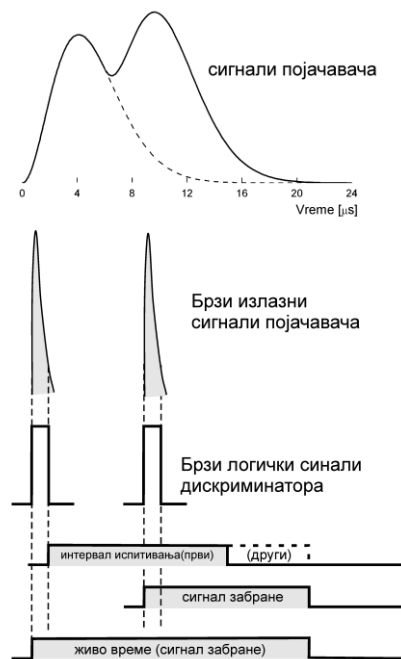 сигнали појачавача
0 4 8 12 16 20 24
Vreme [μs]
Брзи излазни
сигнали појачавача
Брзи логички синали
дискриминатора
интервал испитивања(први) (други)
сигнал забране
живо време (сигнал забране)